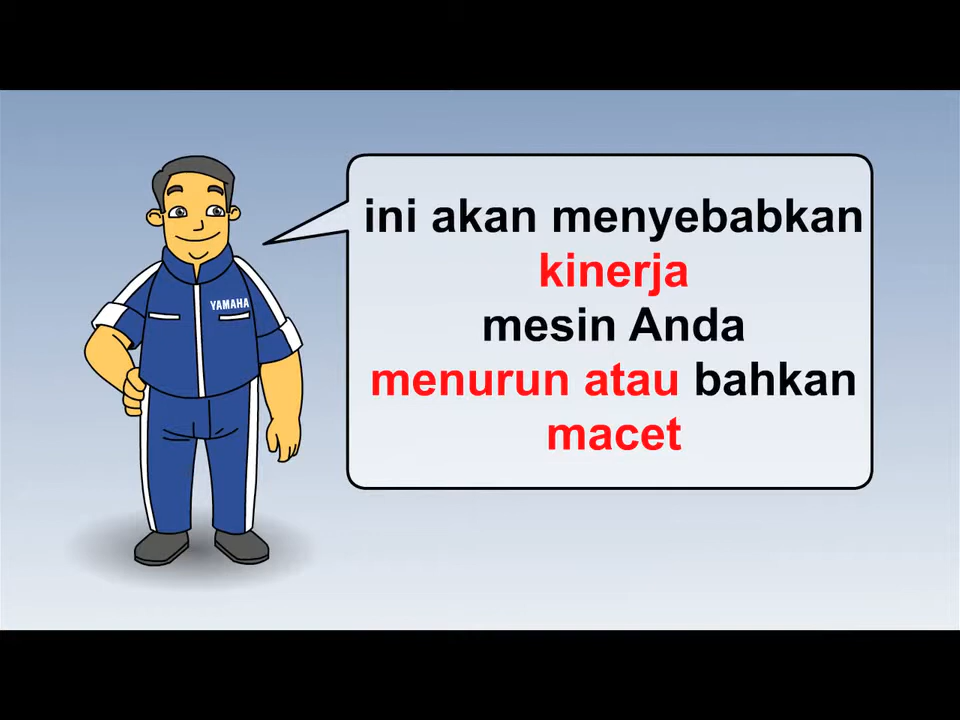 ini akan menyebabkan
kinerja
mesin Anda
menurun atau bahkan
macet
YAMAHA